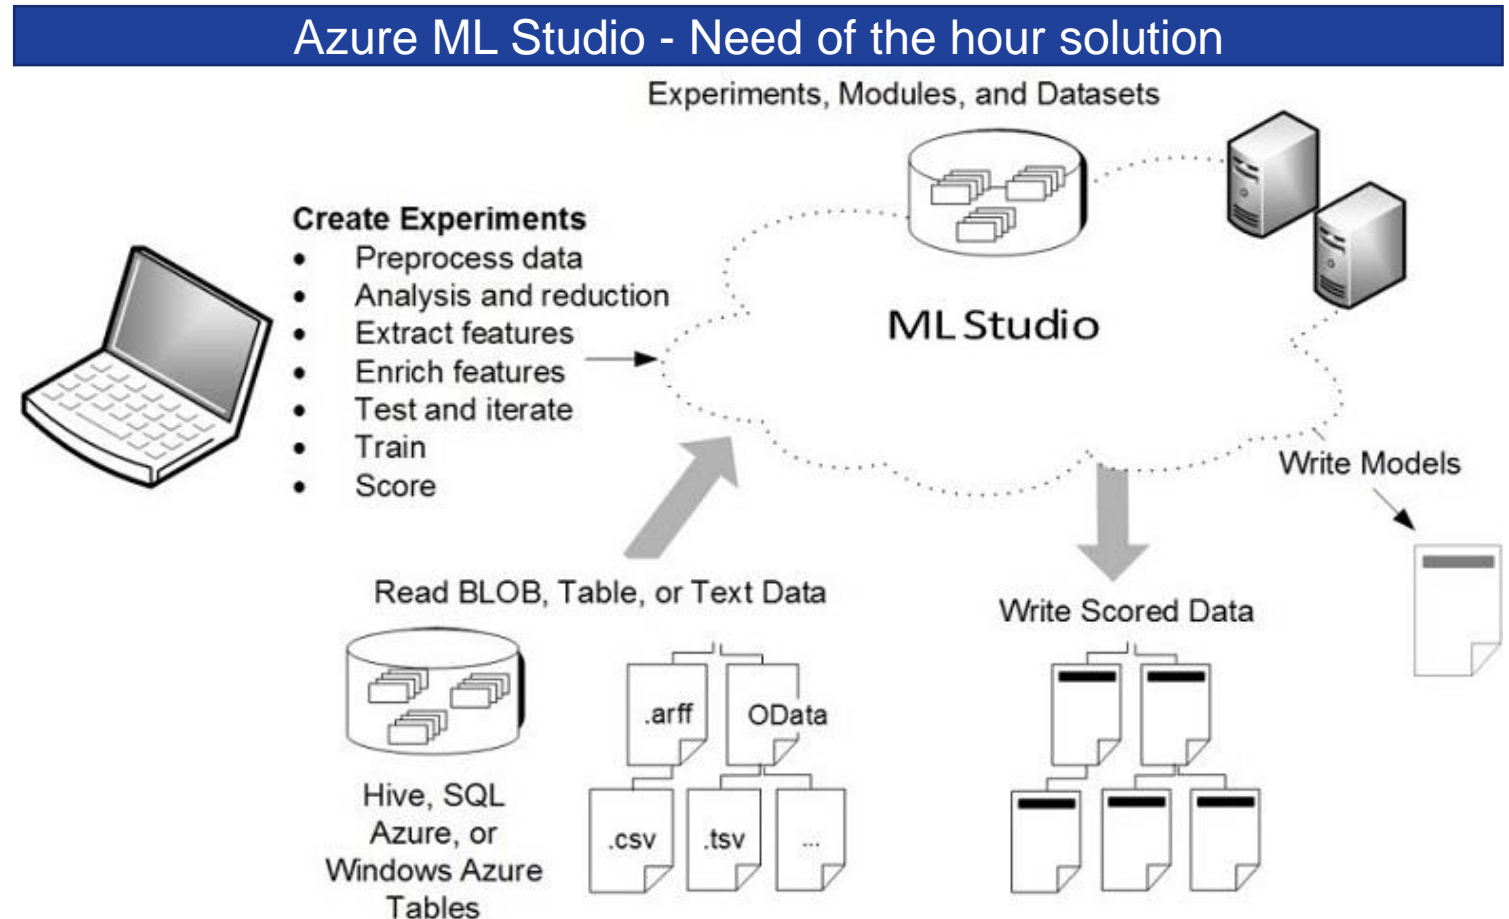 Azure ML Studio - Need of the hour solution
Experiments, Modules, and Datasets
Create Experiments
• Preprocess data
• Analysis and reduction
• Extract features
• Enrich features
• Test and iterate
• Train
• Score
ML Studio
Write Models
Read BLOB, Table, or Text Data
Write Scored Data
.arff
OData
.csv
.tsv
...
Hive, SQL
Azure, or
Windows Azure
Tables